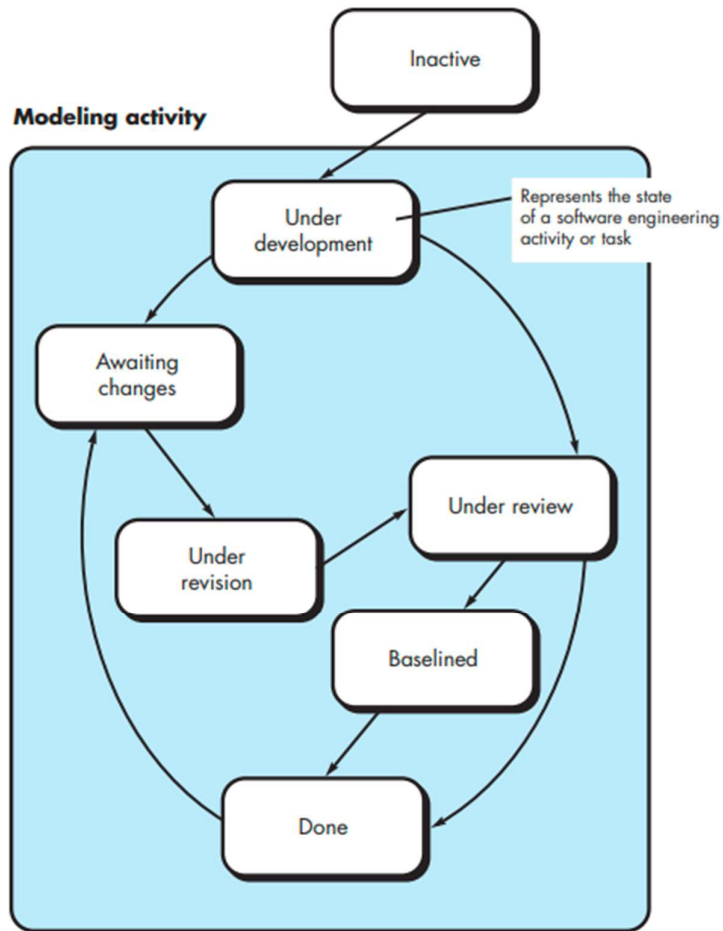 Inactive
Modeling activity
Under
development
Represents the state
of a software engineering
activity or task
Awaiting
changes
Under review
Under
revision
Baselined
Done